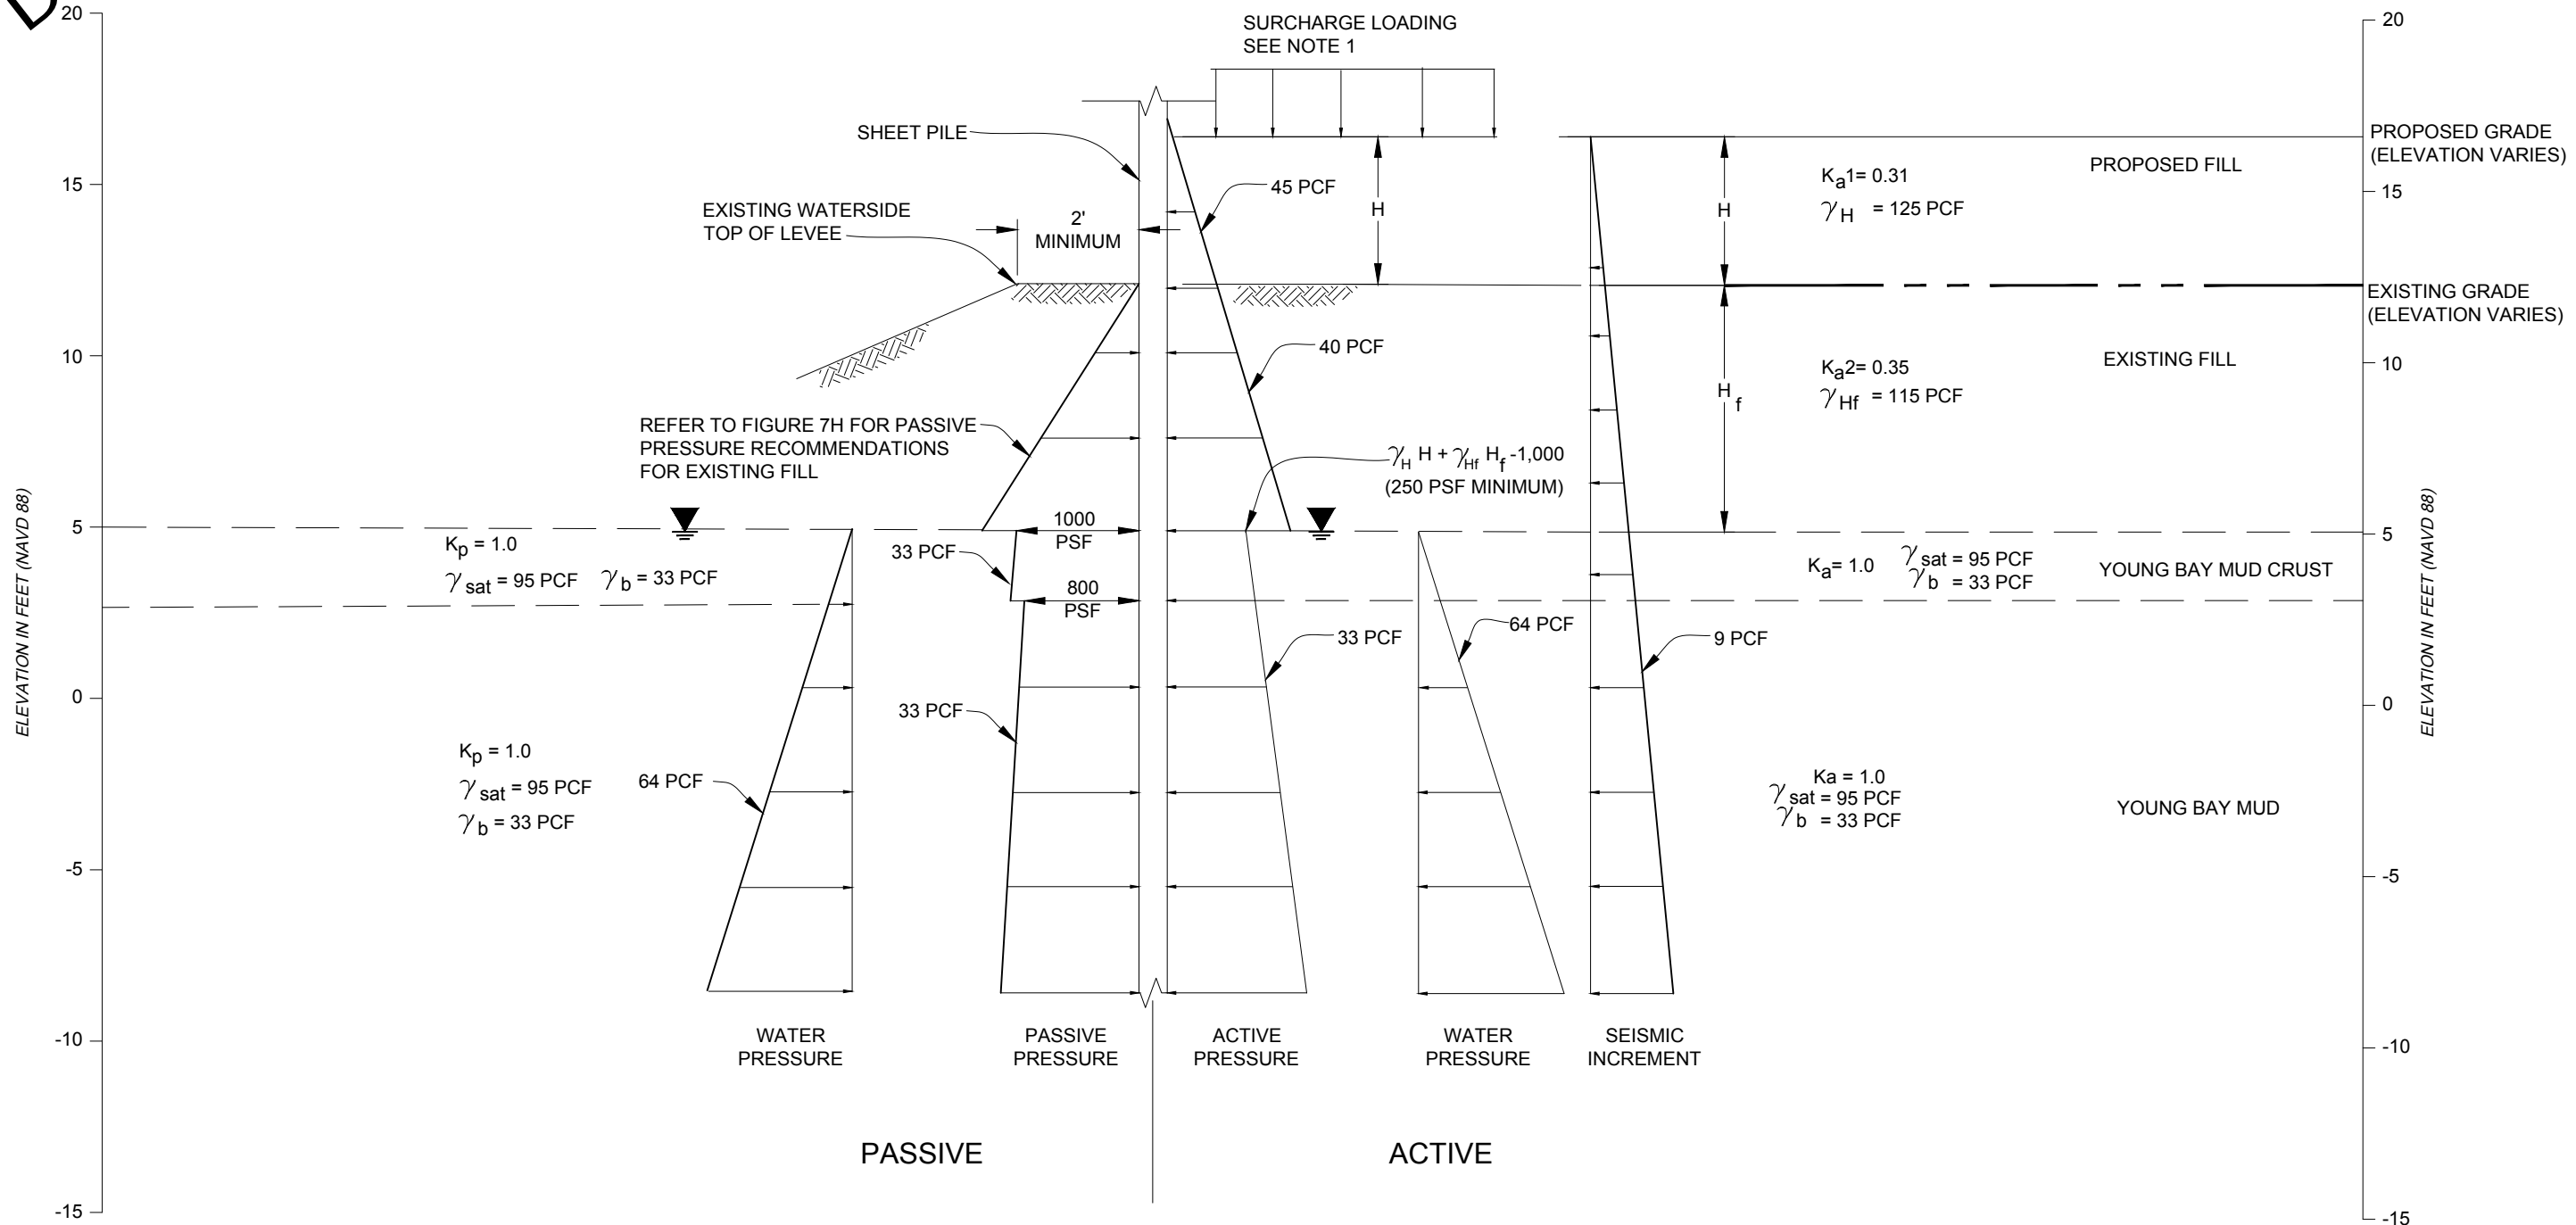 SURCHARGE LOADING
SEE NOTE 1
20
20
SHEET PILE
PROPOSED GRADE
(ELEVATION VARIES)
PROPOSED FILL
15
15
45 PCF
H
H
Ka1= 0.31
γH = 125 PCF
EXISTING WATERSIDE
TOP OF LEVEE
2'
MINIMUM
EXISTING GRADE
(ELEVATION VARIES)
10
10
40 PCF
Hf
Ka2= 0.35
γHf = 115 PCF
EXISTING FILL
REFER TO FIGURE 7H FOR PASSIVE
PRESSURE RECOMMENDATIONS
FOR EXISTING FILL
γH H + γHf Hf -1,000
(250 PSF MINIMUM)
ELEVATION IN FEET (NAVD 88)
ELEVATION IN FEET (NAVD 88)
5
5
Kp = 1.0
γsat = 95 PCF γb = 33 PCF
33 PCF
1000
PSF
800
PSF
Ka= 1.0
γsat = 95 PCF
γb = 33 PCF
YOUNG BAY MUD CRUST
33 PCF
64 PCF
9 PCF
0
0
33 PCF
Kp = 1.0
γsat = 95 PCF
γb = 33 PCF
64 PCF
Ka = 1.0
γsat = 95 PCF
γb = 33 PCF
YOUNG BAY MUD
-5
-5
-10
-10
WATER
PRESSURE
PASSIVE
PRESSURE
ACTIVE
PRESSURE
WATER
PRESSURE
SEISMIC
INCREMENT
PASSIVE
ACTIVE
-15
-15